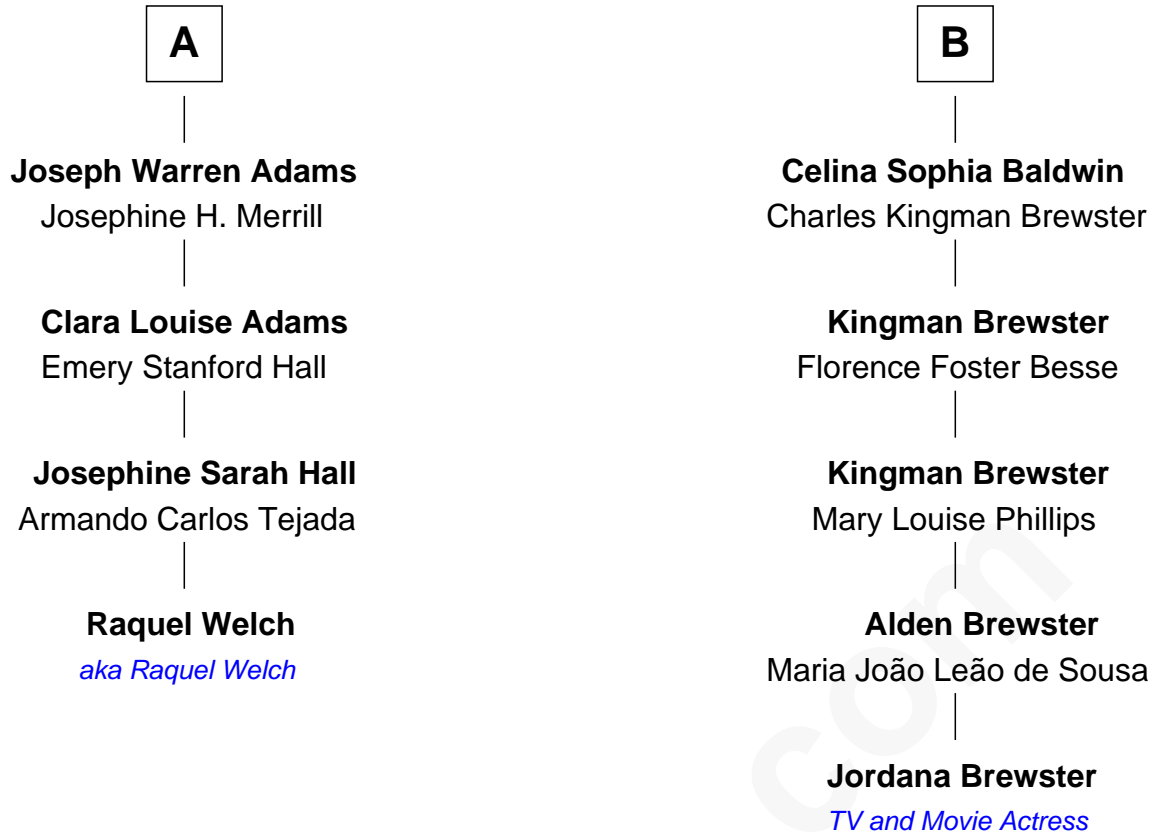 A
Joseph Warren Adams
Josephine H. Merrill
Clara Louise Adams
Emery Stanford Hall
Josephine Sarah Hall
Armando Carlos Tejada
Raquel Welch
aka Raquel Welch
B
Celina Sophia Baldwin
Charles Kingman Brewster
Kingman Brewster
Florence Foster Besse
Kingman Brewster
Mary Louise Phillips
Alden Brewster
Maria João Leão de Sousa
Jordana Brewster
TV and Movie Actress
com